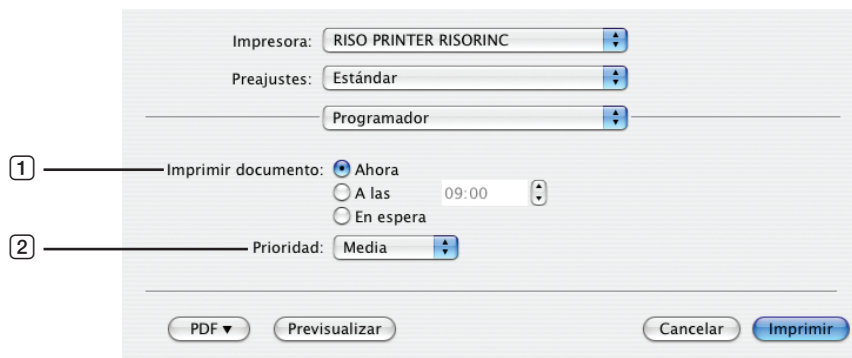 Impresora: RISO PRINTER RISORINC
Preajustes: Estándar
Programador
1 Imprimir documento: Ahora
A las 09:00
En espera
2 Prioridad: Media
PDF ▼ Previsualizar Cancelar Imprimir